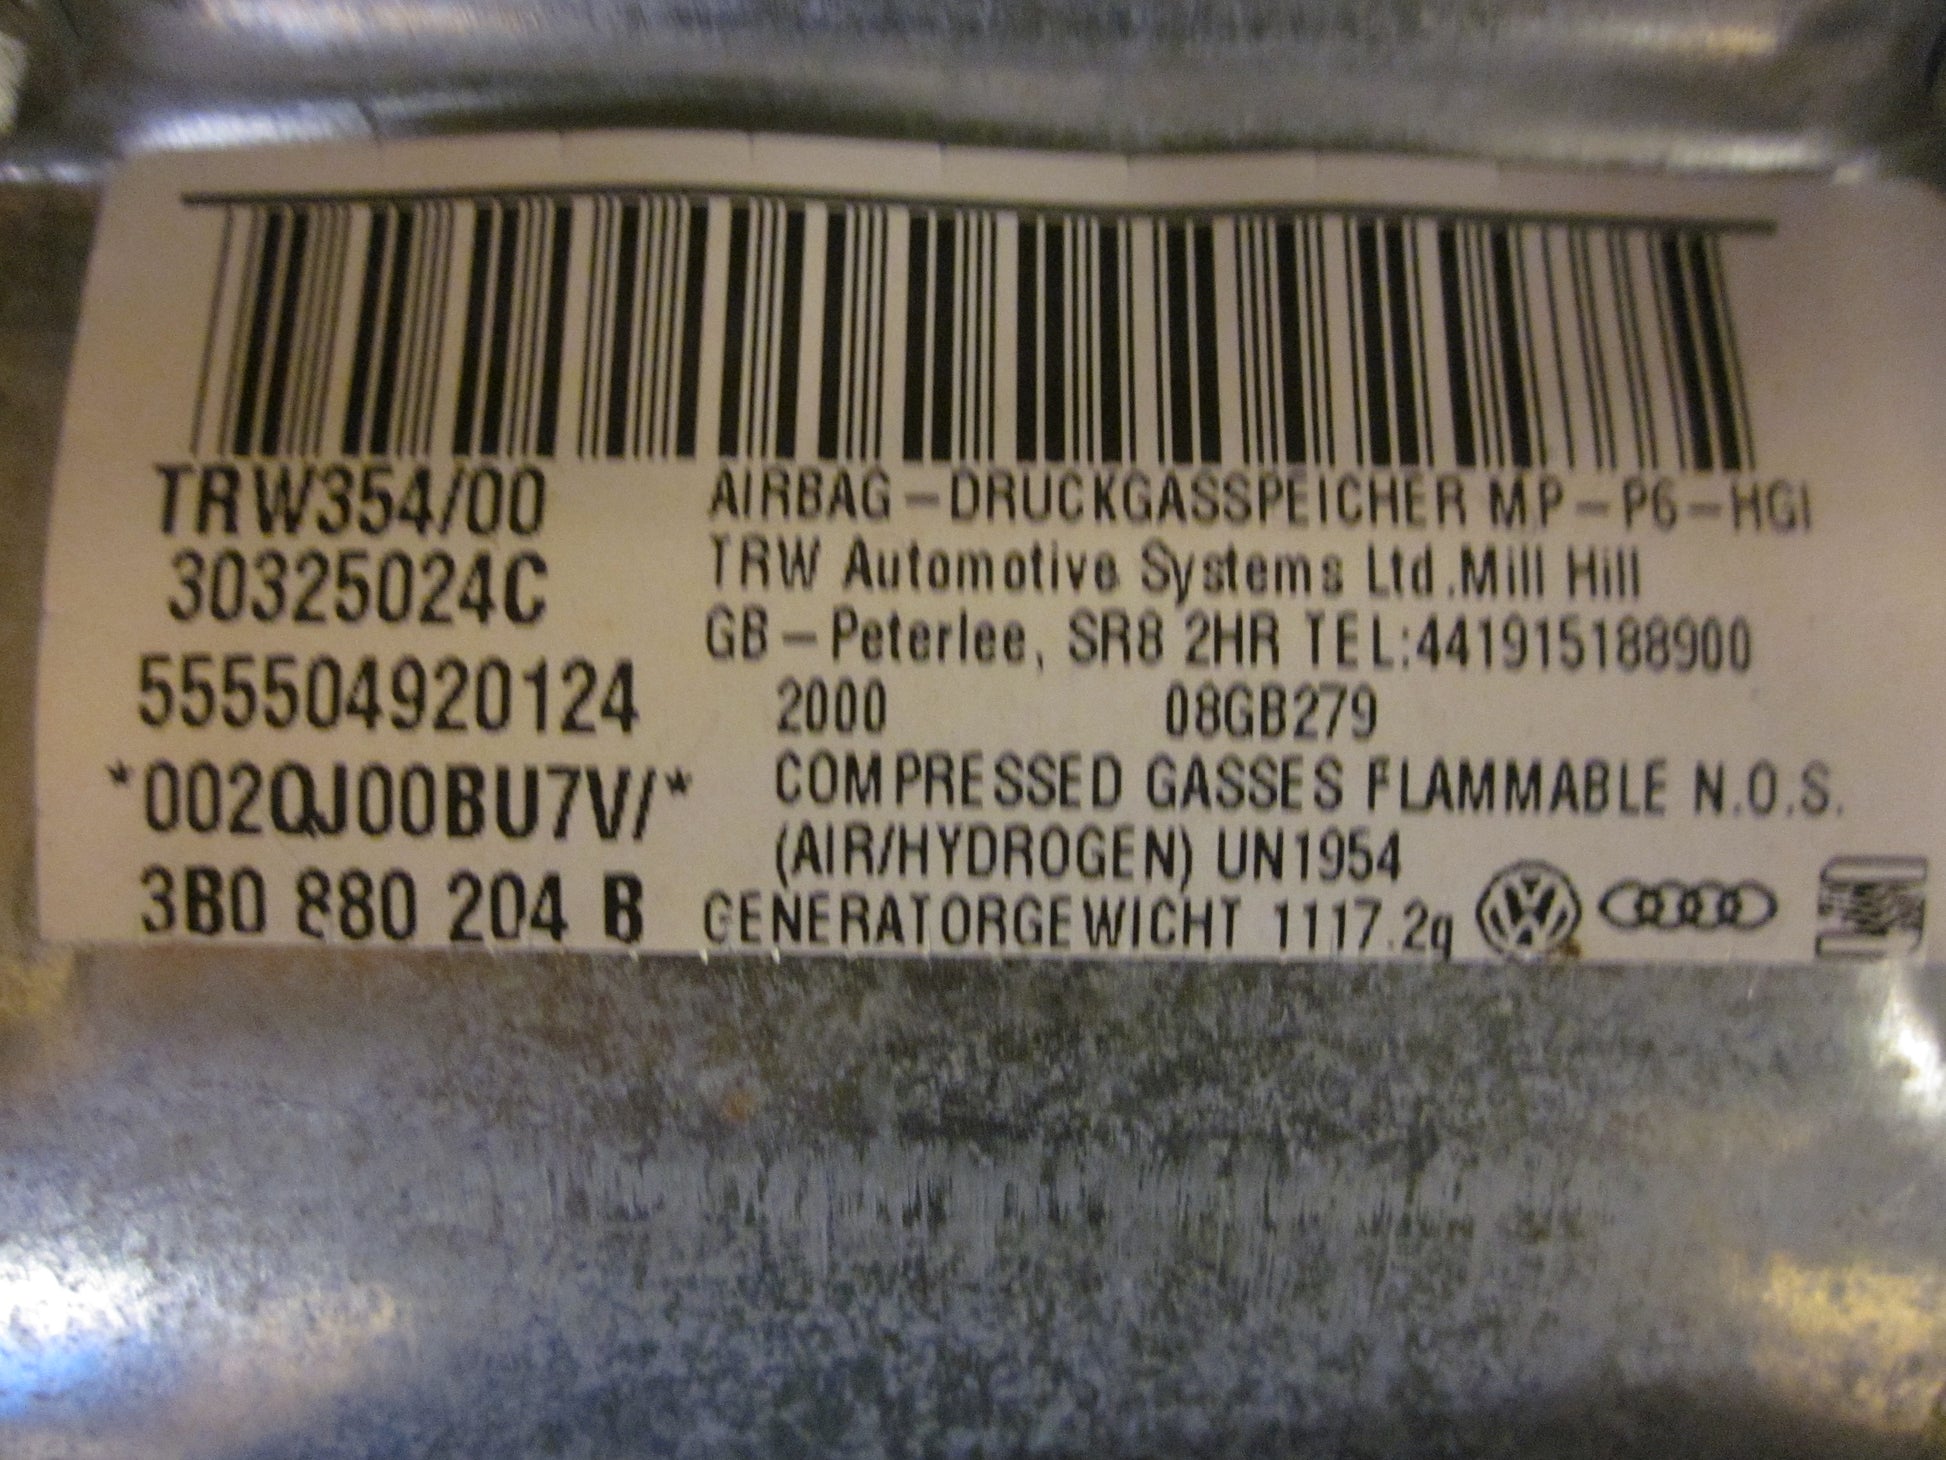 TRW354/00
30325024C
555504920124
*002QJ00BU7V/*
3B0 880 204 B
AIRBAG-DRUCKGASSPEICHER MP-P6-HGI
TRW Automotive Systems Ltd.Mill Hill
GB-Peterlee, SR8 2HR TEL:441915188900
2000 08GB279
COMPRESSED GASSES FLAMMABLE N.O.S.
(AIR/HYDROGEN) UN1954
GENERATORGEWICHT 1117.2g